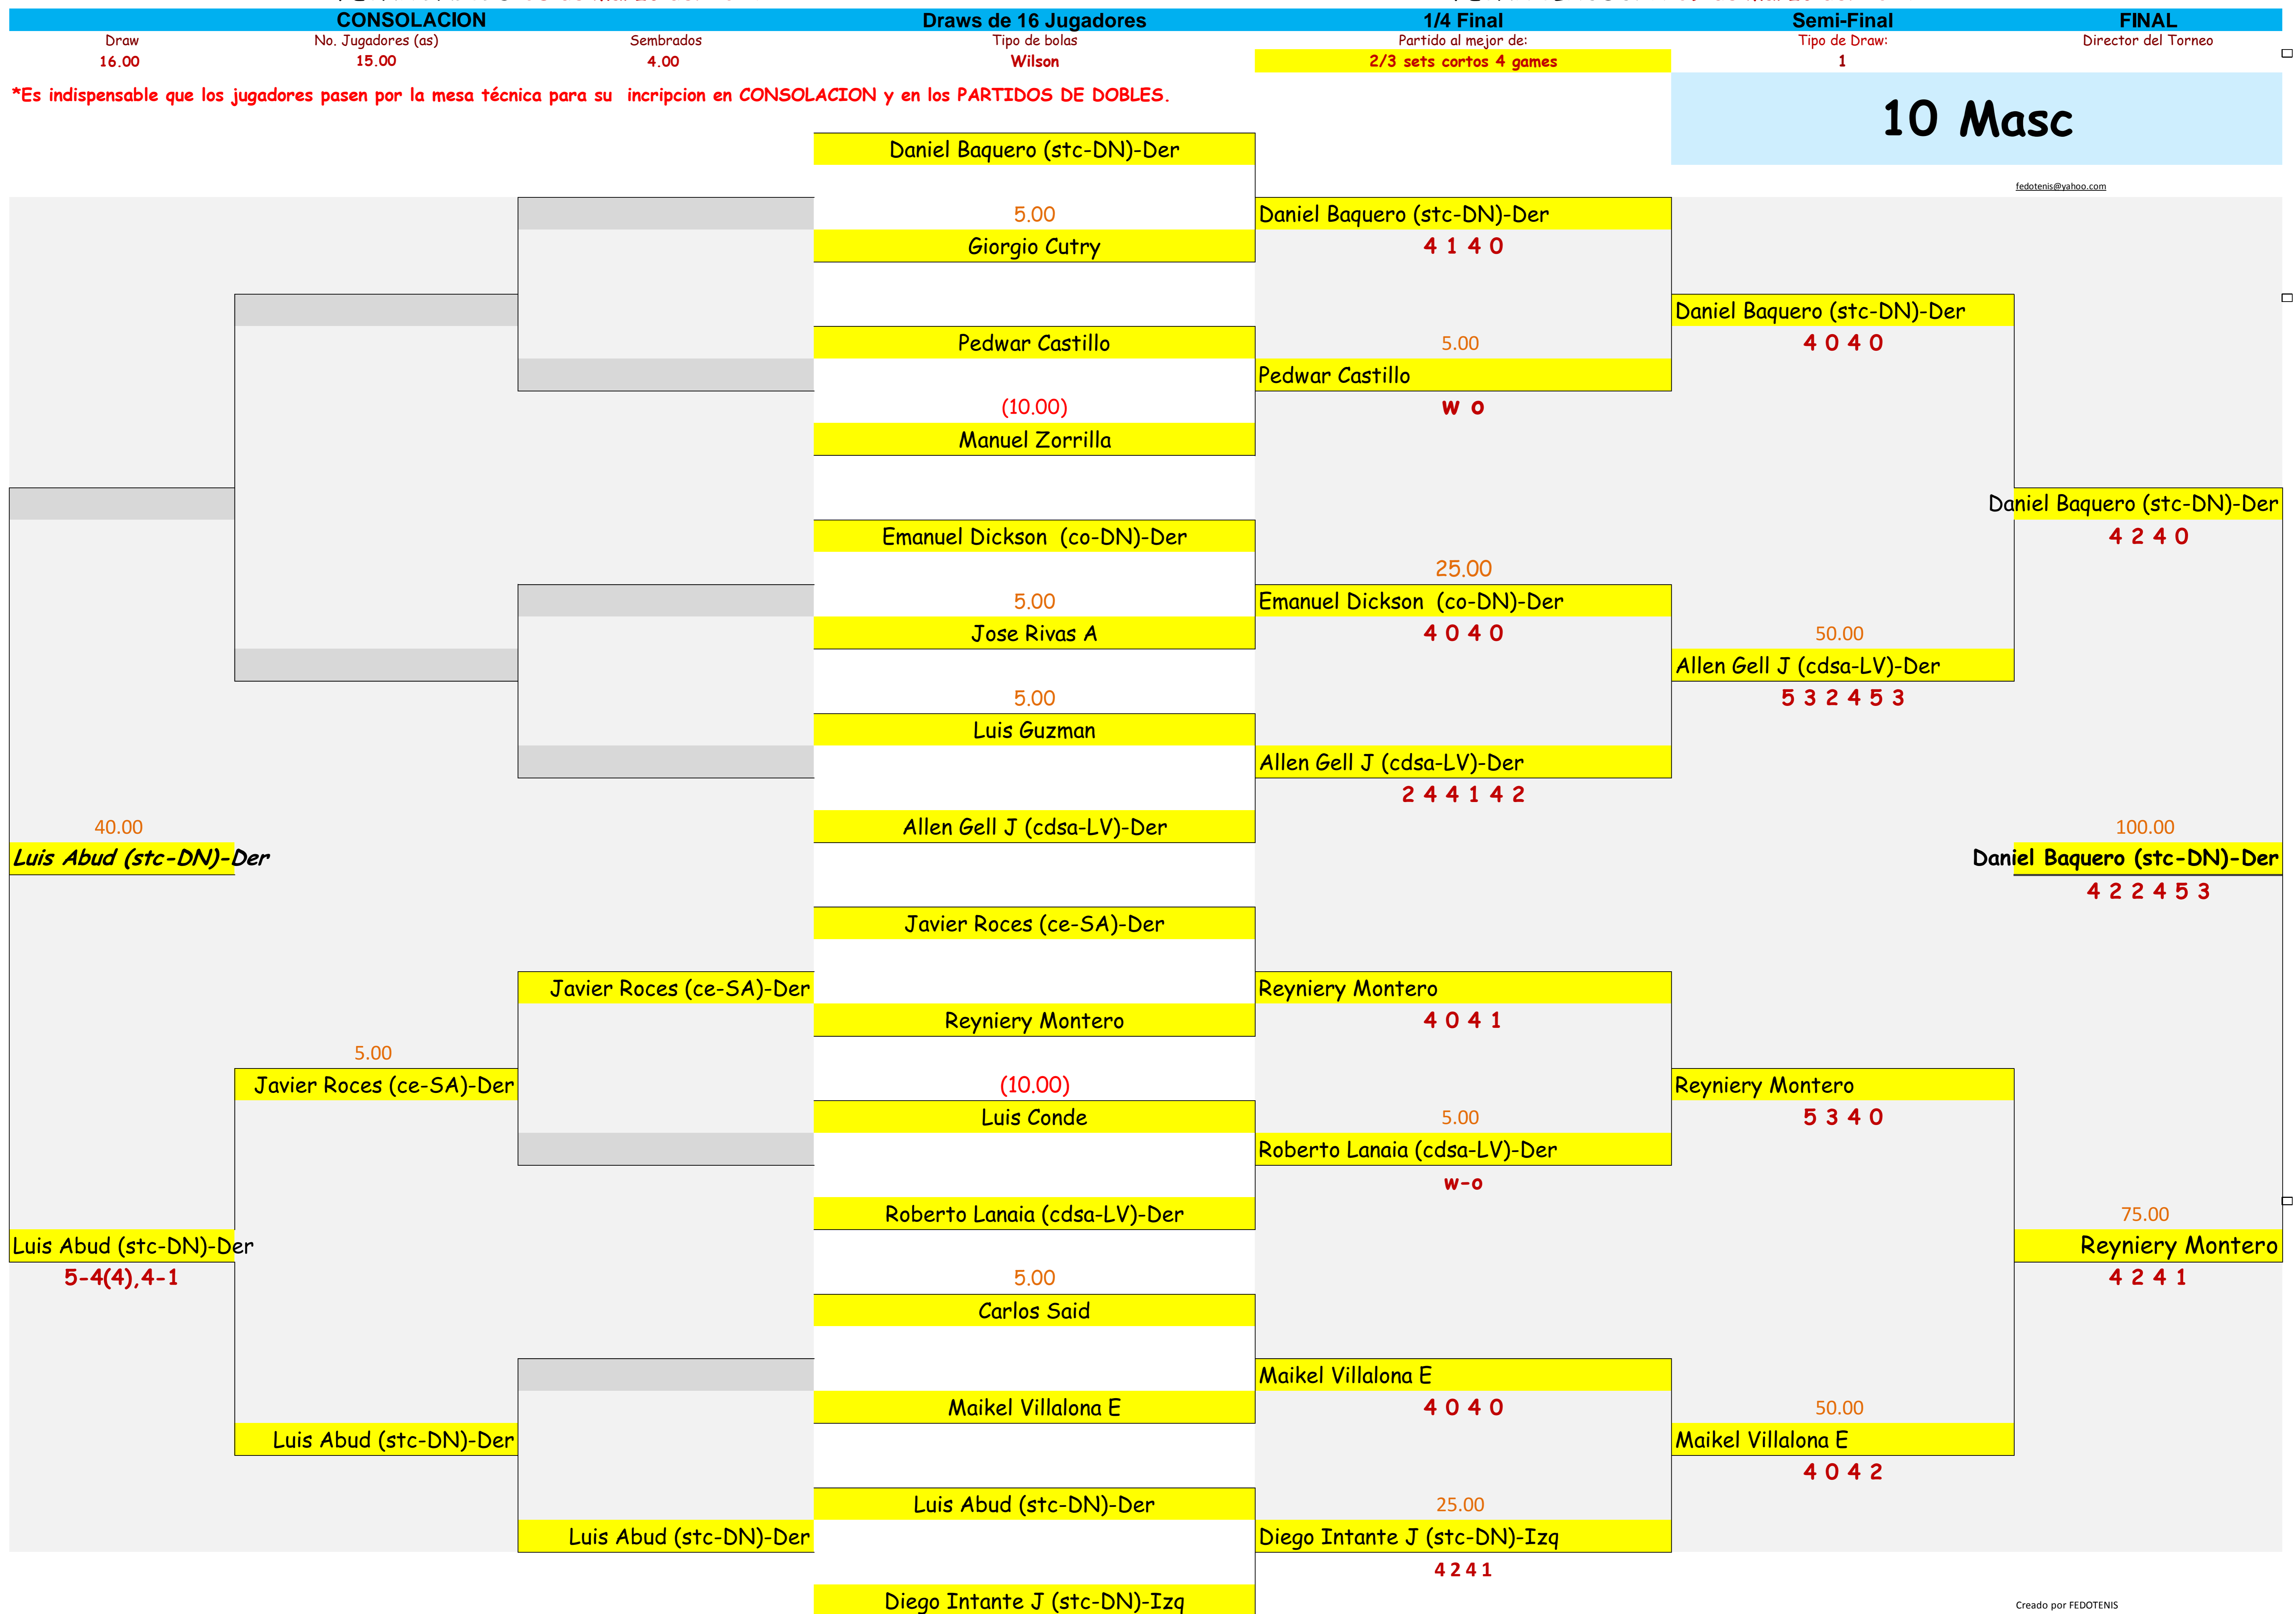 CONSOLACION Draws de 16 Jugadores 1/4 Final Semi-Final FINAL
Draw No. Jugadores (as) Sembrados Tipo de bolas Partido al mejor de: Tipo de Draw: Director del Torneo
16.00 15.00 4.00 Wilson 2/3 sets cortos 4 games 1
*Es indispensable que los jugadores pasen por la mesa técnica para su incripcion en CONSOLACION y en los PARTIDOS DE DOBLES.
10 Masc
Daniel Baquero (stc-DN)-Der
fedotenis@yahoo.com
5.00 Daniel Baquero (stc-DN)-Der
Giorgio Cutry 4 1 4 0
Daniel Baquero (stc-DN)-Der
Pedwar Castillo 5.00 4 0 4 0
Pedwar Castillo
(10.00) w o
Manuel Zorrilla
Daniel Baquero (stc-DN)-Der
Emanuel Dickson (co-DN)-Der 4 2 4 0
25.00
5.00 Emanuel Dickson (co-DN)-Der
Jose Rivas A 4 0 4 0 50.00
Allen Gell J (cdsa-LV)-Der
5.00 5 3 2 4 5 3
Luis Guzman
Allen Gell J (cdsa-LV)-Der
2 4 4 1 4 2
40.00 Allen Gell J (cdsa-LV)-Der 100.00
Luis Abud (stc-DN)-Der Daniel Baquero (stc-DN)-Der
4 2 2 4 5 3
Javier Roces (ce-SA)-Der
Javier Roces (ce-SA)-Der Reyniery Montero
Reyniery Montero 4 0 4 1
5.00
Javier Roces (ce-SA)-Der (10.00) Reyniery Montero
Luis Conde 5.00 5 3 4 0
Roberto Lanaia (cdsa-LV)-Der
w-o
Roberto Lanaia (cdsa-LV)-Der 75.00
Luis Abud (stc-DN)-Der Reyniery Montero
5-4(4),4-1 5.00 4 2 4 1
Carlos Said
Maikel Villalona E
Maikel Villalona E 4 0 4 0 50.00
Luis Abud (stc-DN)-Der Maikel Villalona E
4 0 4 2
Luis Abud (stc-DN)-Der 25.00
Luis Abud (stc-DN)-Der Diego Intante J (stc-DN)-Izq
4 2 4 1
Diego Intante J (stc-DN)-Izq Creado por FEDOTENIS